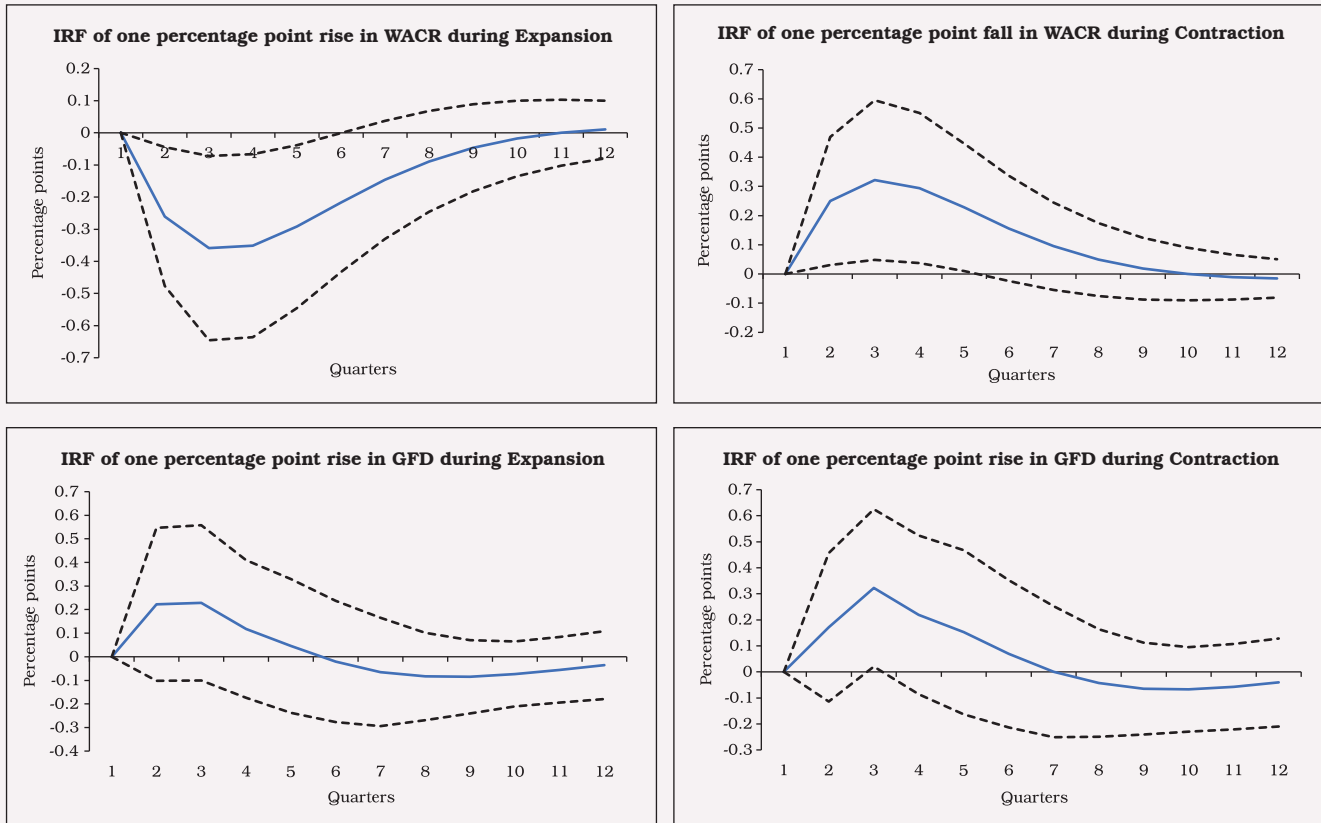 IRF of one percentage point rise in WACR during Expansion
Percentage points
0.2
0.1
0
-0.1
-0.2
-0.3
-0.4
-0.5
-0.6
-0.7
1 2 3 4 5 6 7 8 9 10 11 12
Quarters
IRF of one percentage point fall in WACR during Contraction
Percentage points
0.7
0.6
0.5
0.4
0.3
0.2
0.1
0
-0.1
-0.2
1 2 3 4 5 6 7 8 9 10 11 12
Quarters
IRF of one percentage point rise in GFD during Expansion
Percentage points
0.7
0.6
0.5
0.4
0.3
0.2
0.1
0
-0.1
-0.2
-0.3
-0.4
1 2 3 4 5 6 7 8 9 10 11 12
Quarters
IRF of one percentage point rise in GFD during Contraction
Percentage points
0.7
0.6
0.5
0.4
0.3
0.2
0.1
0
-0.1
-0.2
-0.3
1 2 3 4 5 6 7 8 9 10 11 12
Quarters